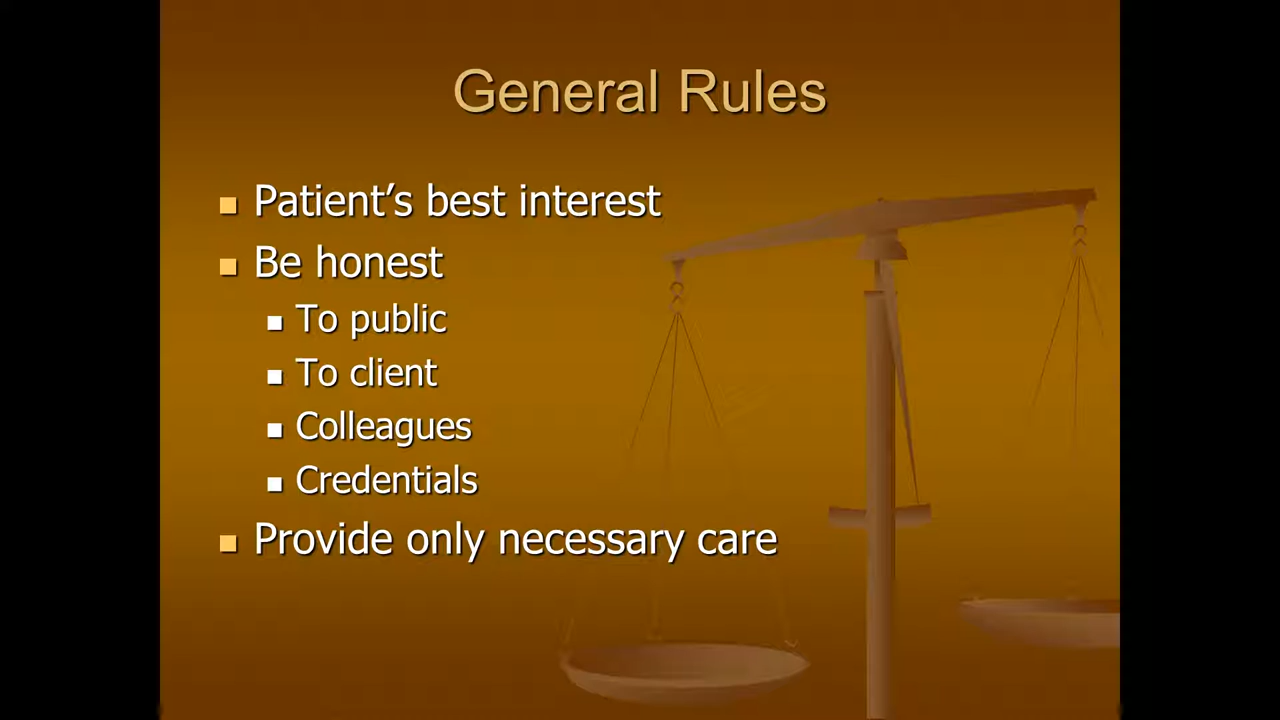 General Rules
Patient’s best interest
Be honest
To public
To client
Colleagues
Credentials
Provide only necessary care